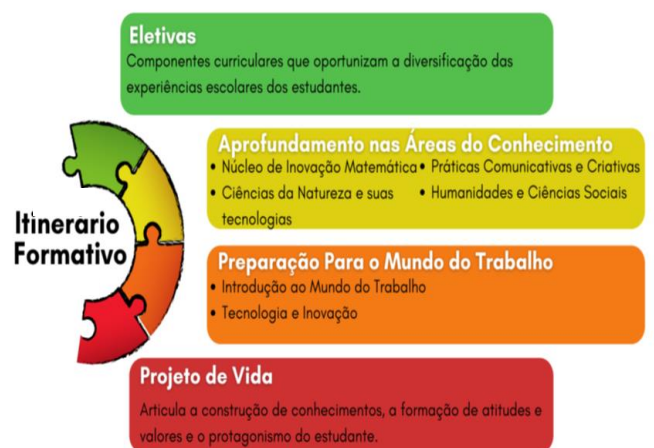 Eletivas
Componentes curriculares que oportunizam a diversificação das
experiências escolares dos estudantes.
Aprofundamento nas Áreas do Conhecimento
• Núcleo de Inovação Matemática • Práticas Comunicativas e Criativas
• Ciências da Natureza e suas • Humanidades e Ciências Sociais
tecnologias
Itinerario
Formativo
Preparação Para o Mundo do Trabalho
• Introdução ao Mundo do Trabalho
• Tecnologia e Inovação
Projeto de Vida
Articula a construção de conhecimentos, a formação de atitudes e
valores e o protagonismo do estudante.